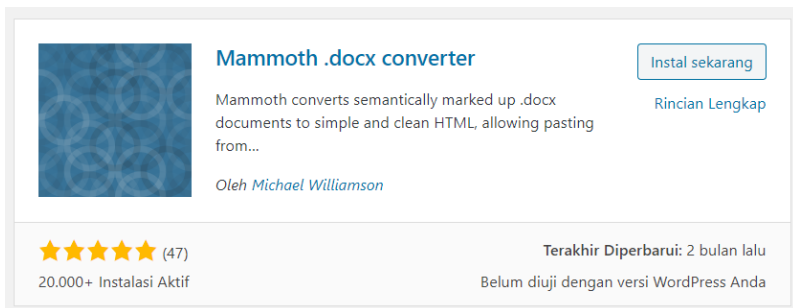 Mammoth .docx converter
Instal sekarang
Rincian Lengkap
Mammoth converts semantically marked up .docx
documents to simple and clean HTML, allowing pasting
from...
Oleh Michael Williamson
(47)
20.000+ Instalasi Aktif
Terakhir Diperbarui: 2 bulan lalu
Belum diuji dengan versi WordPress Anda